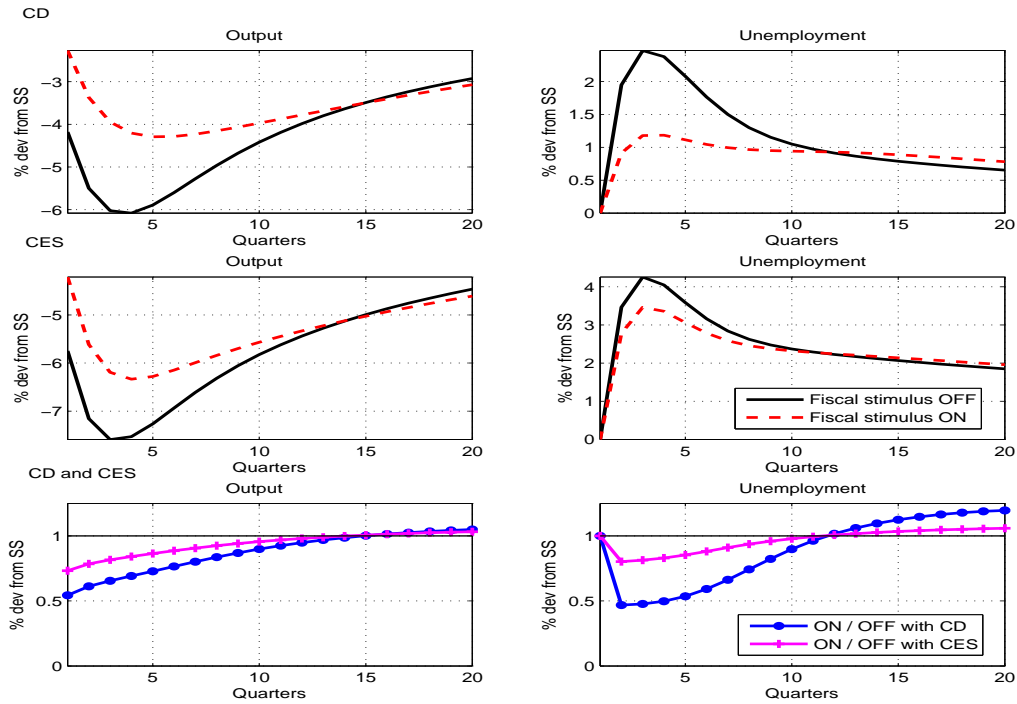 CD
Output
% dev from SS
−3
−4
−5
−6
5
10
15
20
Quarters
Unemployment
% dev from SS
2
1.5
1
0.5
0
5
10
15
20
Quarters
CES
Output
% dev from SS
−5
−6
−7
5
10
15
20
Quarters
Unemployment
% dev from SS
4
3
2
1
0
5
10
15
20
Quarters
Fiscal stimulus OFF
Fiscal stimulus ON
CD and CES
Output
% dev from SS
1
0.5
0
5
10
15
20
Quarters
Unemployment
% dev from SS
1
0.5
0
5
10
15
20
Quarters
ON / OFF with CD
ON / OFF with CES